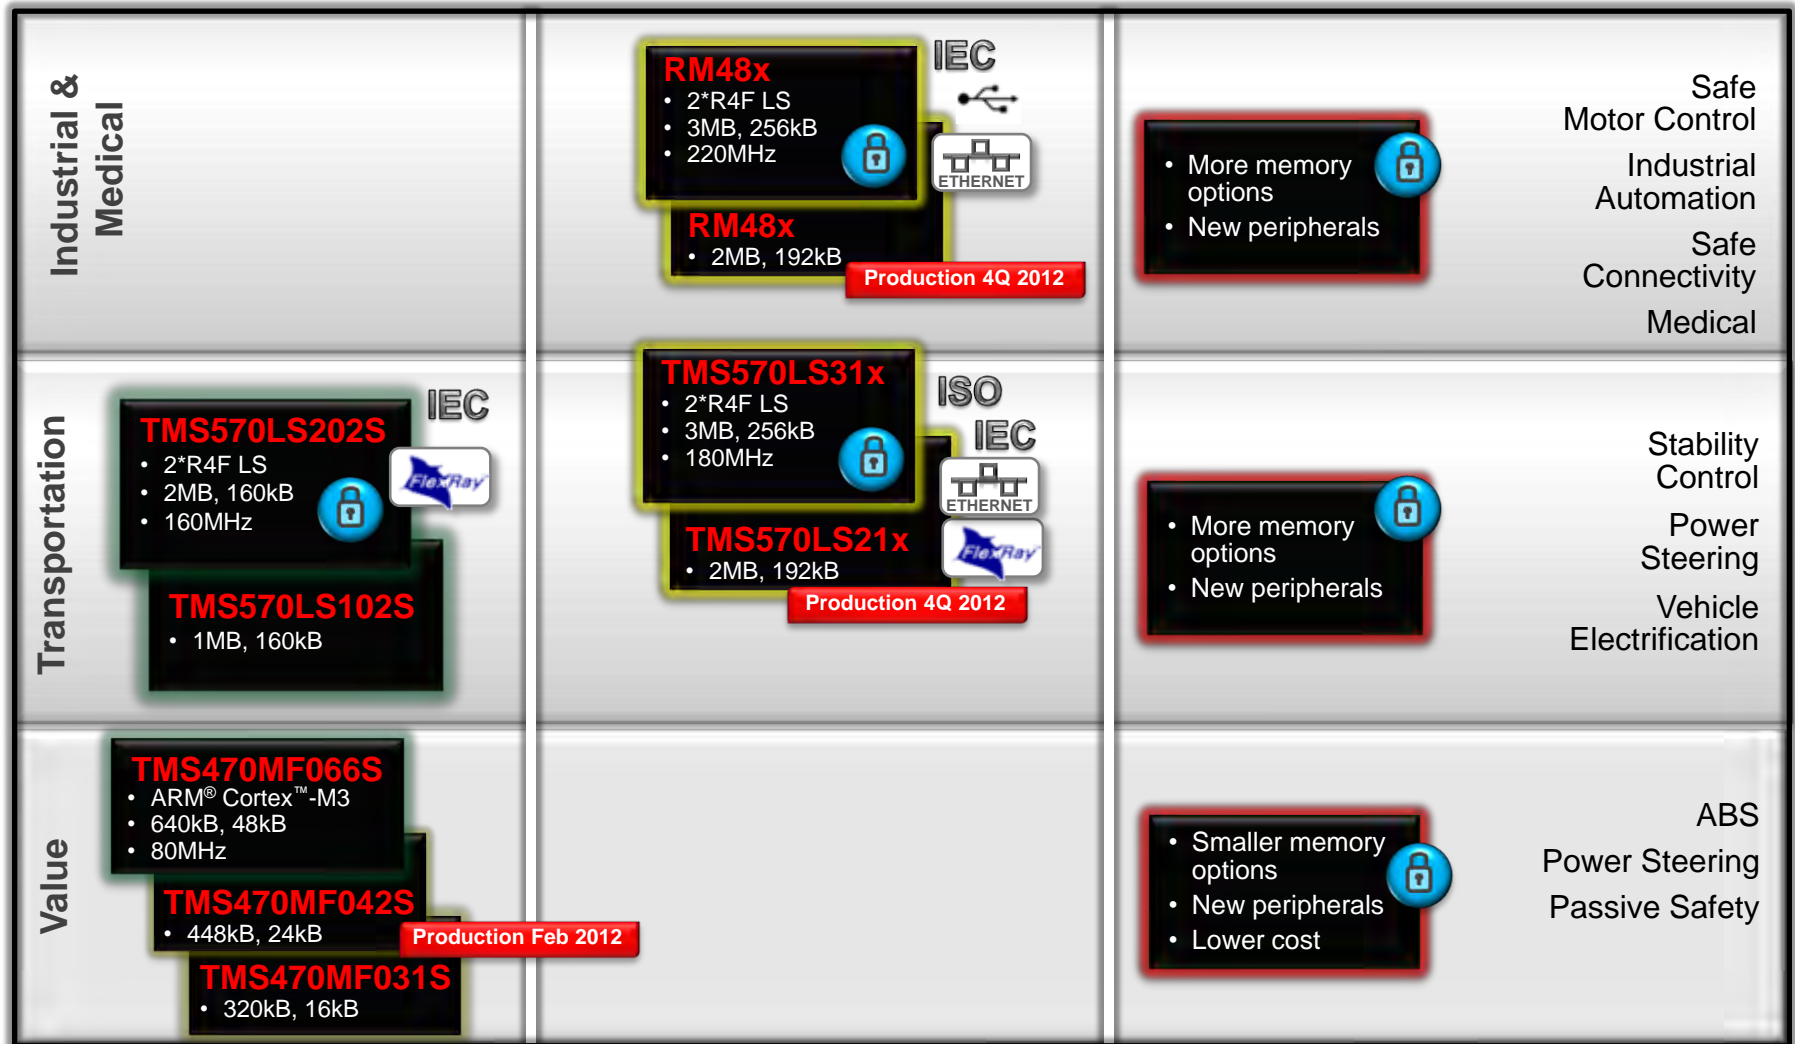 Industrial &
Medical
RM48x
• 2*R4F LS
• 3MB, 256kB
• 220MHz
IEC
ETHERNET
RM48x
• 2MB, 192kB
Production 4Q 2012
• More memory
options
• New peripherals
Safe
Motor Control
Industrial
Automation
Safe
Connectivity
Medical
Transportation
TMS570LS202S
• 2*R4F LS
• 2MB, 160kB
• 160MHz
IEC
FlexRay
TMS570LS102S
• 1MB, 160kB
TMS570LS31x
• 2*R4F LS
• 3MB, 256kB
• 180MHz
ISO
IEC
ETHERNET
FlexRay
TMS570LS21x
• 2MB, 192kB
Production 4Q 2012
• More memory
options
• New peripherals
Stability
Control
Power
Steering
Vehicle
Electrification
Value
TMS470MF066S
• ARM® Cortex™-M3
• 640kB, 48kB
• 80MHz
TMS470MF042S
• 448kB, 24kB
Production Feb 2012
TMS470MF031S
• 320kB, 16kB
• Smaller memory
options
• New peripherals
• Lower cost
ABS
Power Steering
Passive Safety